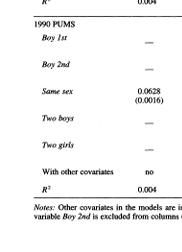 R² 0.004
1990 PUMS
Boy 1st —
Boy 2nd —
Same sex 0.0628
(0.0016)
Two boys —
Two girls —
With other covariates no
R² 0.004
Notes: Other covariates in the models are
variable Boy 2nd is excluded from columns